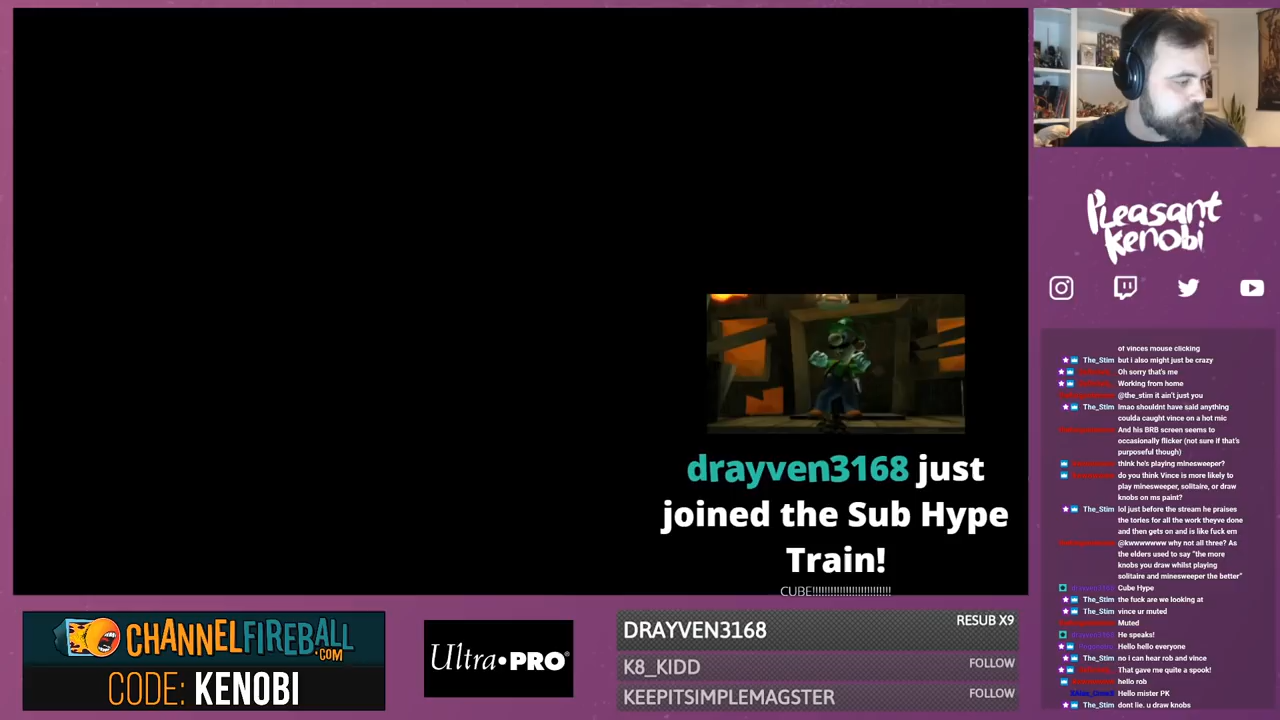 drayven3168 just
joined the Sub Hype
Train!
CUBE!!!!!!!!!!!!!!!!!!!!!!!!!!
Pleasant
Kenobi
of vinces mouse clicking
The_Stim but i also might just be crazy
Oh sorry that's me
Working from home
@the_stim it ain't just you
The_Stim lmao shouldnt have said anything
coulda caught vince on a hot mic
And his BRB screen seems to
occasionally flicker (not sure if that's
purposeful though)
think he's playing minesweeper?
do you think Vince is more likely to
play minesweeper, solitaire, or draw
knobs on ms paint?
The_Stim lol just before the stream he praises
the tories for all the work theyve done
and then gets on and is like fuck em
@kwwwwwww why not all three? As
the elders used to say "the more
knobs you draw whilst playing
solitaire and minesweeper the better"
drayven3168 Cube Hype
The_Stim the fuck are we looking at
The_Stim vince ur muted
Muted
drayven3168 He speaks!
Hello hello everyone
The_Stim no i can hear rob and vince
That gave me quite a spook!
hello rob
Hello mister PK
The_Stim dont lie. u draw knobs
CHANNELFIREBALL.COM
CODE: KENOBI
Ultra•PRO®
DRAYVEN3168 RESUB X9
K8_KIDD FOLLOW
KEEPITSIMPLEMAGSTER FOLLOW